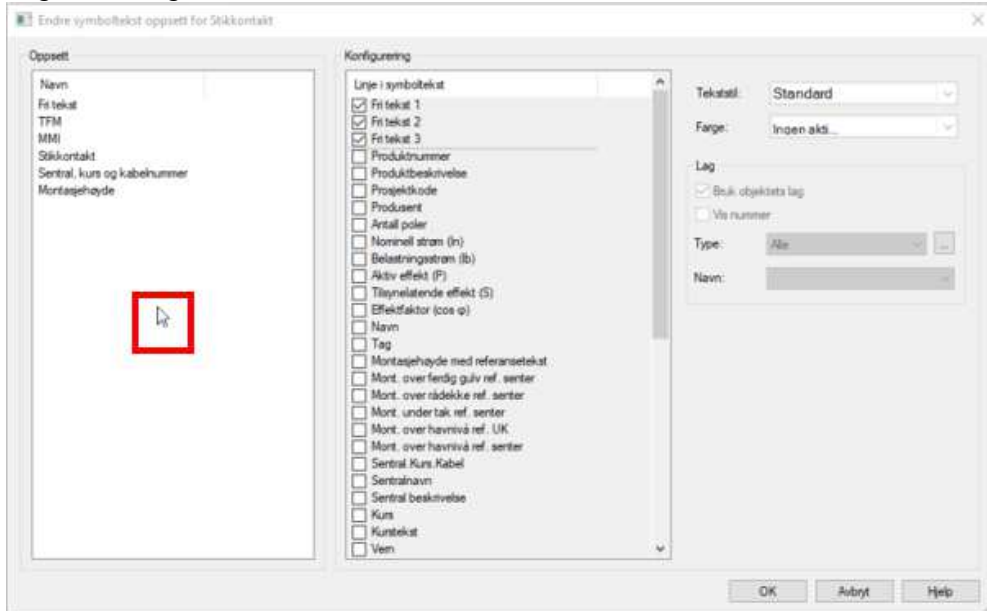 Endre symboltekst oppsett for Stikkontakt
Oppsett
Navn
Fri tekst
TFM
MMI
Stikkontakt
Sentral, kurs og kabelnummer
Montasjehøyde
Konfigurering
Linje i symboltekst
Fri tekst 1
Fri tekst 2
Fri tekst 3
Produktnummer
Produktbeskrivelse
Prosjektkode
Produsent
Antall poler
Nominell strøm (In)
Belastningsstrøm (Ib)
Aktiv effekt (P)
Tilsynelatende effekt (S)
Effektfaktor (cos φ)
Navn
Tag
Montasjehøyde med referansetekst
Mont. over ferdig gulv ref. senter
Mont. over rådekke ref. senter
Mont. under tak ref. senter
Mont. over havnivå ref. UK
Mont. over havnivå ref. senter
Sentral.Kurs.Kabel
Sentralnavn
Sentral beskrivelse
Kurs
Kurstekst
Vern
Tekststil: Standard
Farge: Ingen akti...
Lag
Bruk objektets lag
Vis nummer
Type: Alle ...
Navn:
OK Avbryt Hjelp